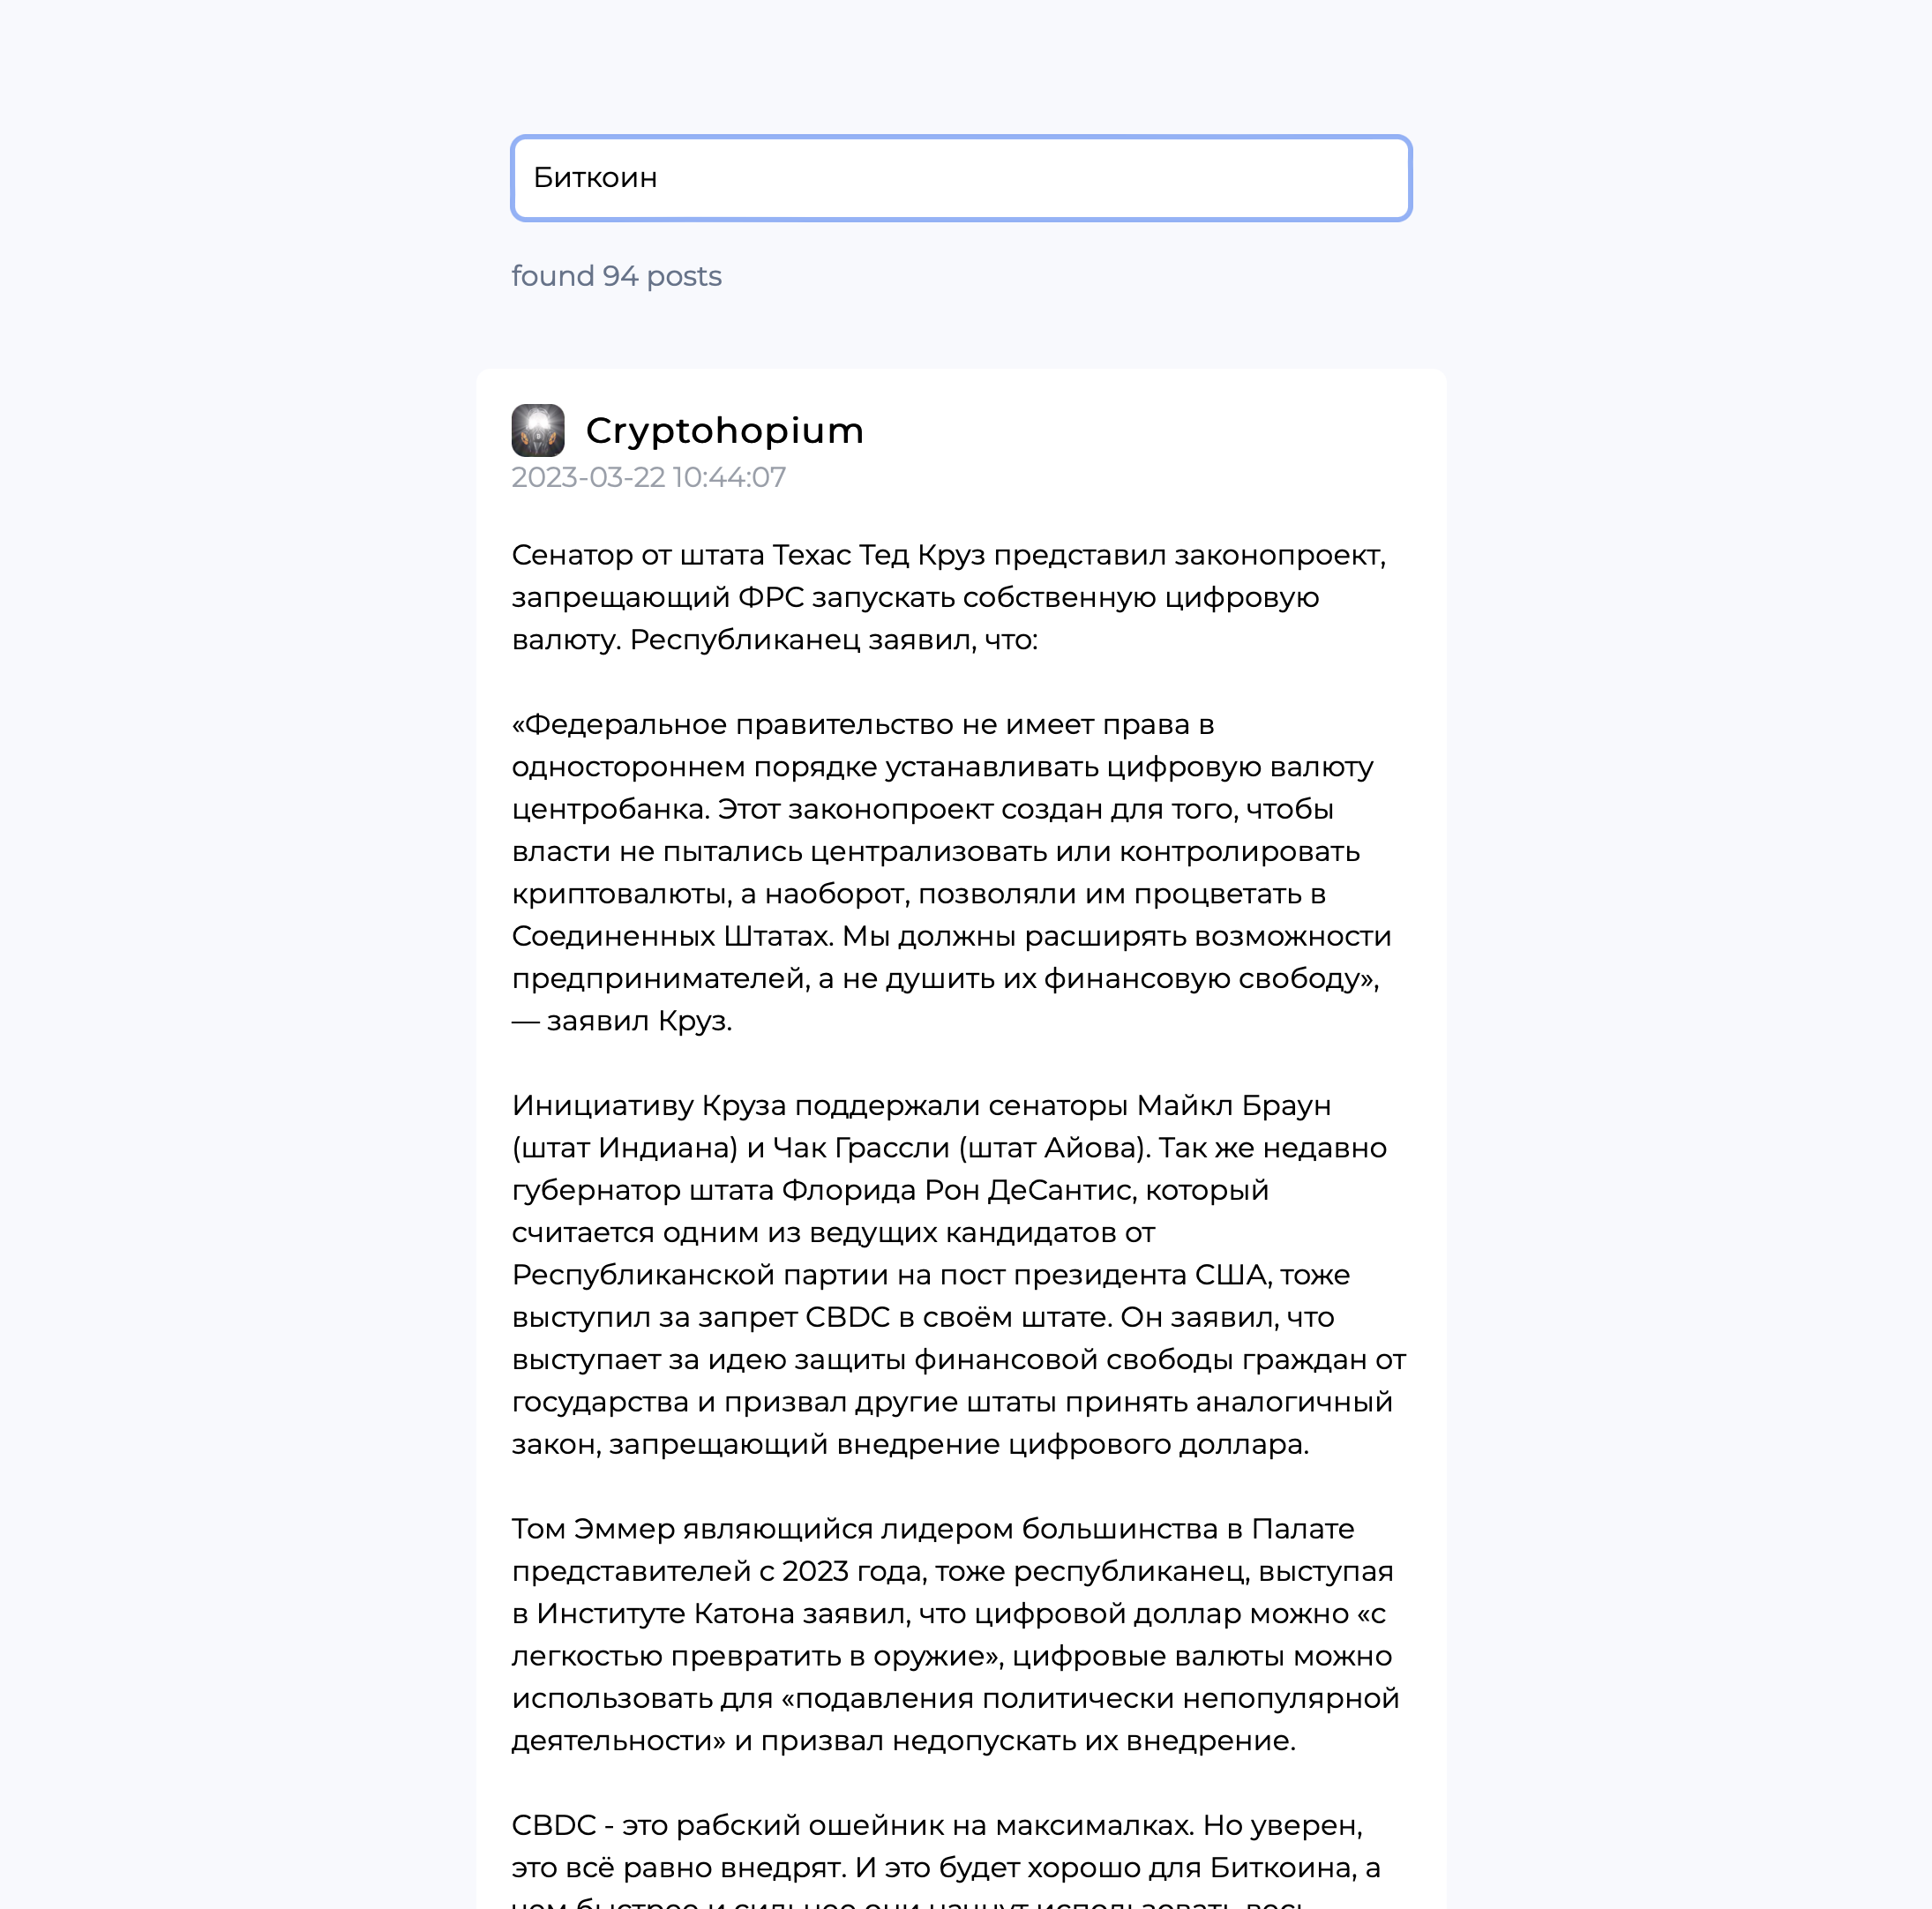 Биткоин
found 94 posts
Cryptohopium
2023-03-22 10:44:07
Сенатор от штата Техас Тед Круз представил законопроект,
запрещающий ФРС запускать собственную цифровую
валюту. Республиканец заявил, что:
«Федеральное правительство не имеет права в
одностороннем порядке устанавливать цифровую валюту
центробанка. Этот законопроект создан для того, чтобы
власти не пытались централизовать или контролировать
криптовалюты, а наоборот, позволяли им процветать в
Соединенных Штатах. Мы должны расширять возможности
предпринимателей, а не душить их финансовую свободу»,
— заявил Круз.
Инициативу Круза поддержали сенаторы Майкл Браун
(штат Индиана) и Чак Грассли (штат Айова). Так же недавно
губернатор штата Флорида Рон ДеСантис, который
считается одним из ведущих кандидатов от
Республиканской партии на пост президента США, тоже
выступил за запрет CBDC в своём штате. Он заявил, что
выступает за идею защиты финансовой свободы граждан от
государства и призвал другие штаты принять аналогичный
закон, запрещающий внедрение цифрового доллара.
Том Эммер являющийся лидером большинства в Палате
представителей с 2023 года, тоже республиканец, выступая
в Институте Катона заявил, что цифровой доллар можно «с
легкостью превратить в оружие», цифровые валюты можно
использовать для «подавления политически непопулярной
деятельности» и призвал недопускать их внедрение.
CBDC - это рабский ошейник на максималках. Но уверен,
это всё равно внедрят. И это будет хорошо для Биткоина, а
чем быстрее и сильнее они начнут использовать весь